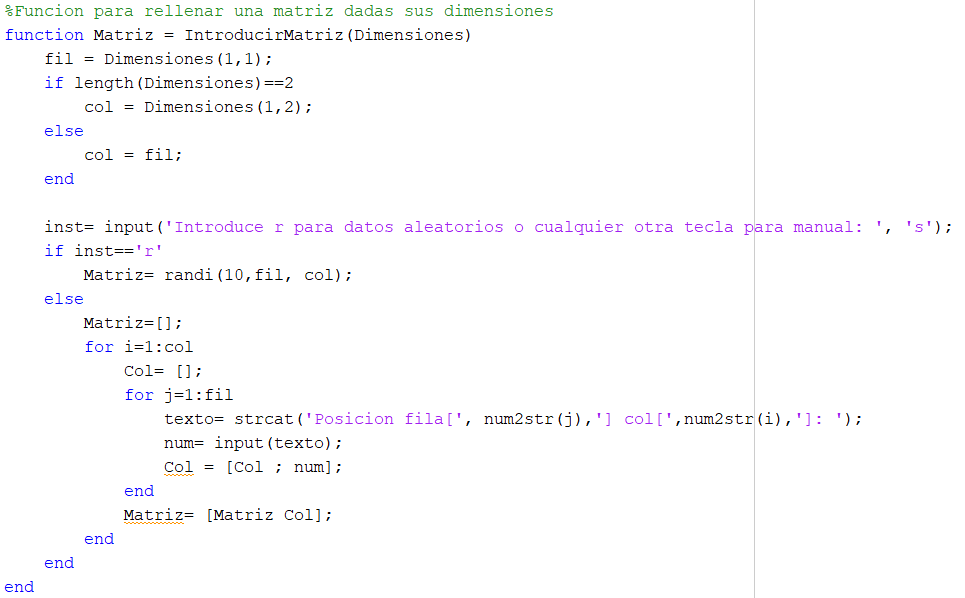 %Funcion para rellenar una matriz dadas sus dimensiones
function Matriz = IntroducirMatriz(Dimensiones)
    fil = Dimensiones(1,1);
    if length(Dimensiones)==2
        col = Dimensiones(1,2);
    else
        col = fil;
    end

    inst= input('Introduce r para datos aleatorios o cualquier otra tecla para manual: ', 's');
    if inst=='r'
        Matriz= randi(10,fil, col);
    else
        Matriz=[];
        for i=1:col
            Col= [];
            for j=1:fil
                texto= strcat('Posicion fila[', num2str(j),'] col[',num2str(i),']: ');
                num= input(texto);
                Col = [Col ; num];
            end
            Matriz= [Matriz Col];
        end
    end
end